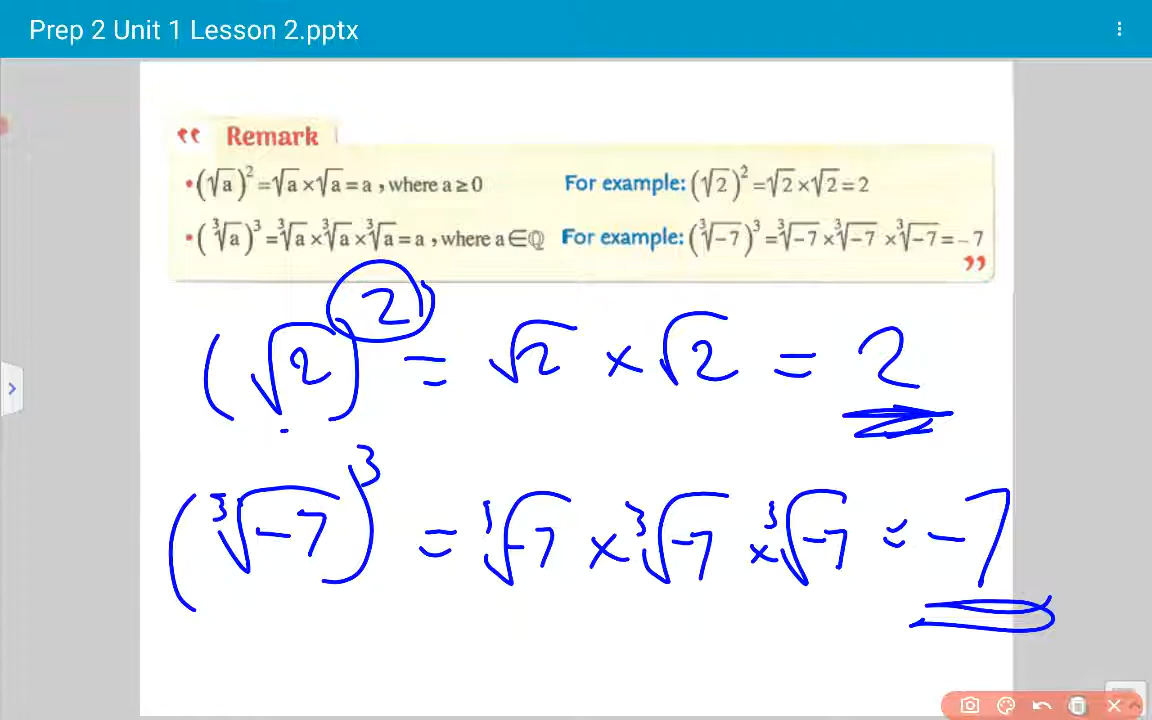 Prep 2 Unit 1 Lesson 2.pptx
Remark
•(√a)² = √a × √a = a , where a ≥ 0 For example: (√2)² = √2 × √2 = 2
•(∛a)³ = ∛a × ∛a × ∛a = a , where a ∈ ℚ For example: (∛-7)³ = ∛-7 × ∛-7 × ∛-7 = -7
(√2)² = √2 × √2 = 2
(∛-7)³ = ∛-7 × ∛-7 × ∛-7 = -7